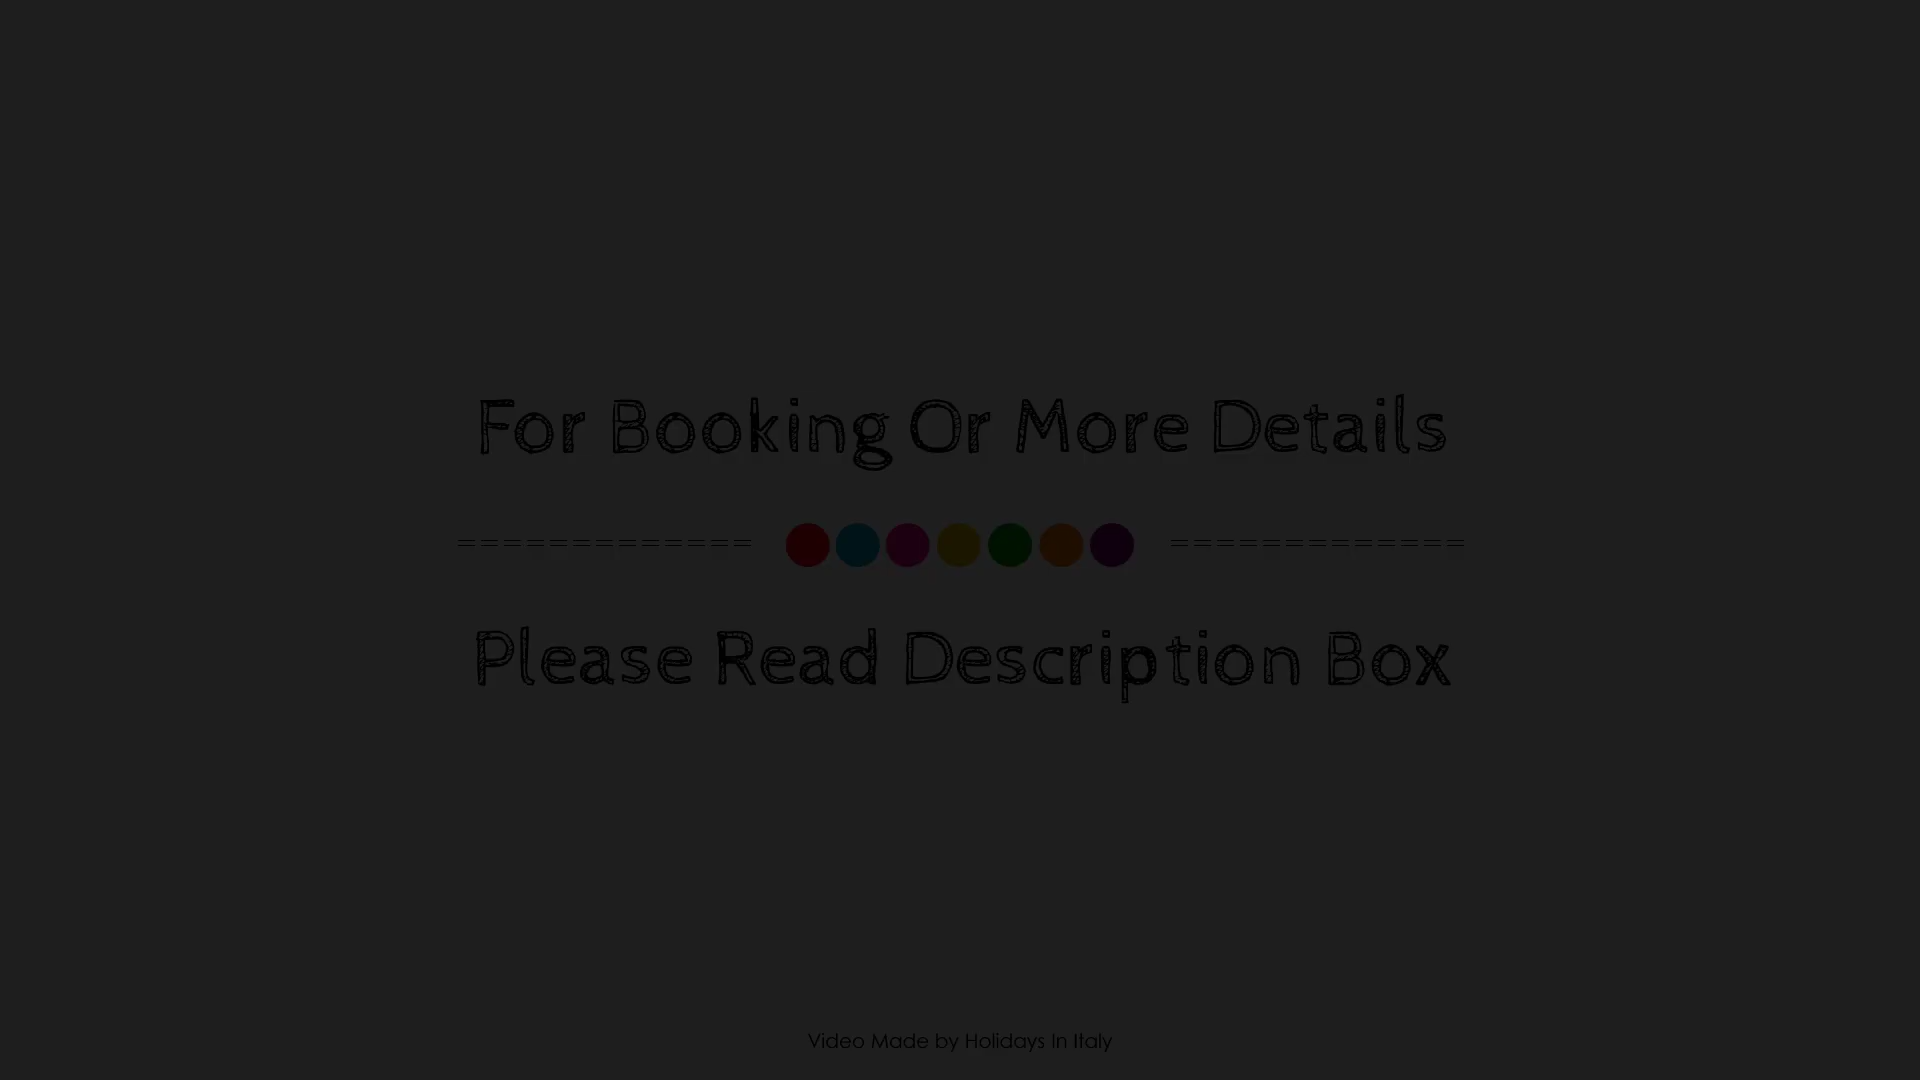 For Booking Or More Details
============= =============
Please Read Description Box
Video Made by Holidays In Italy